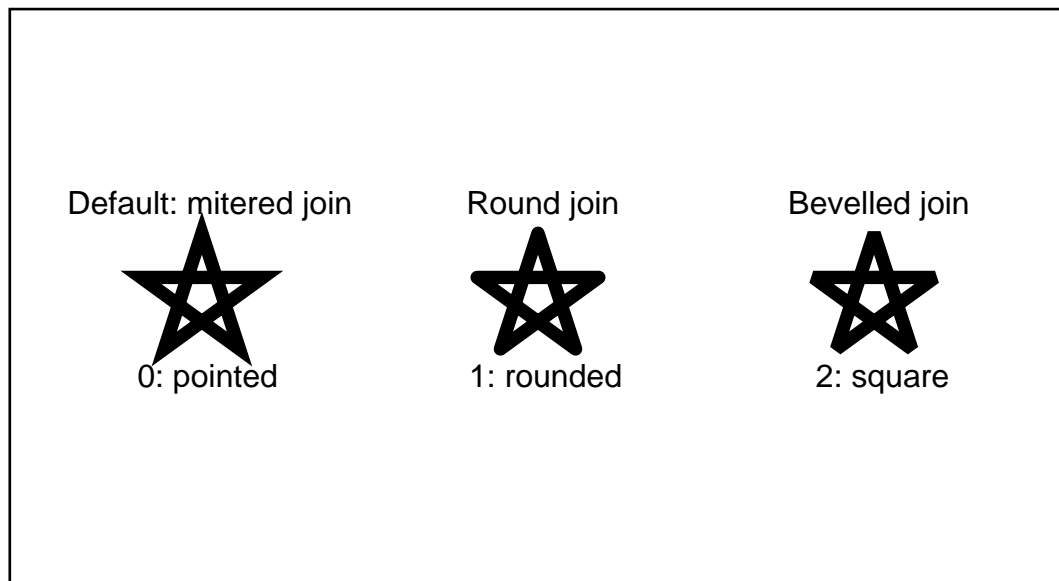 Default: mitered join
Round join
Bevelled join
0: pointed
1: rounded
2: square